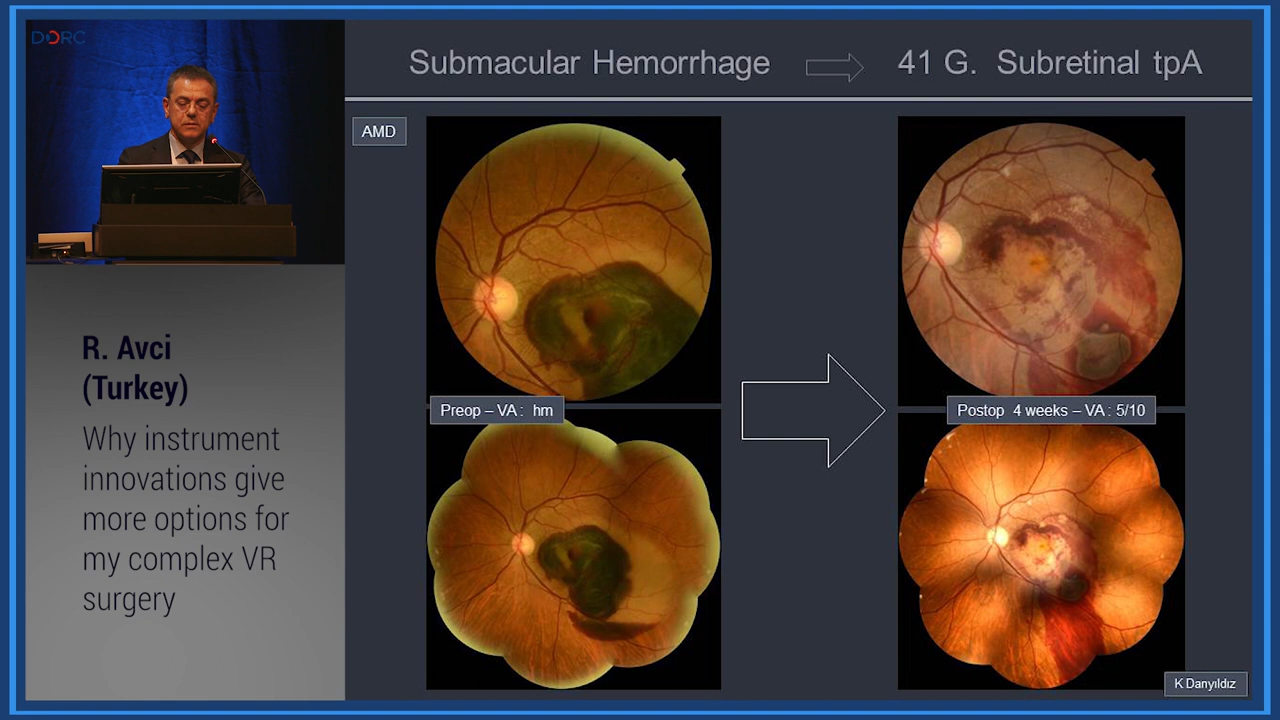 DORC
Submacular Hemorrhage 41 G. Subretinal tpA
AMD
R. Avci
(Turkey)
Why instrument
innovations give
more options for
my complex VR
surgery
Preop – VA : hm
Postop 4 weeks – VA : 5/10
K Danyıldız